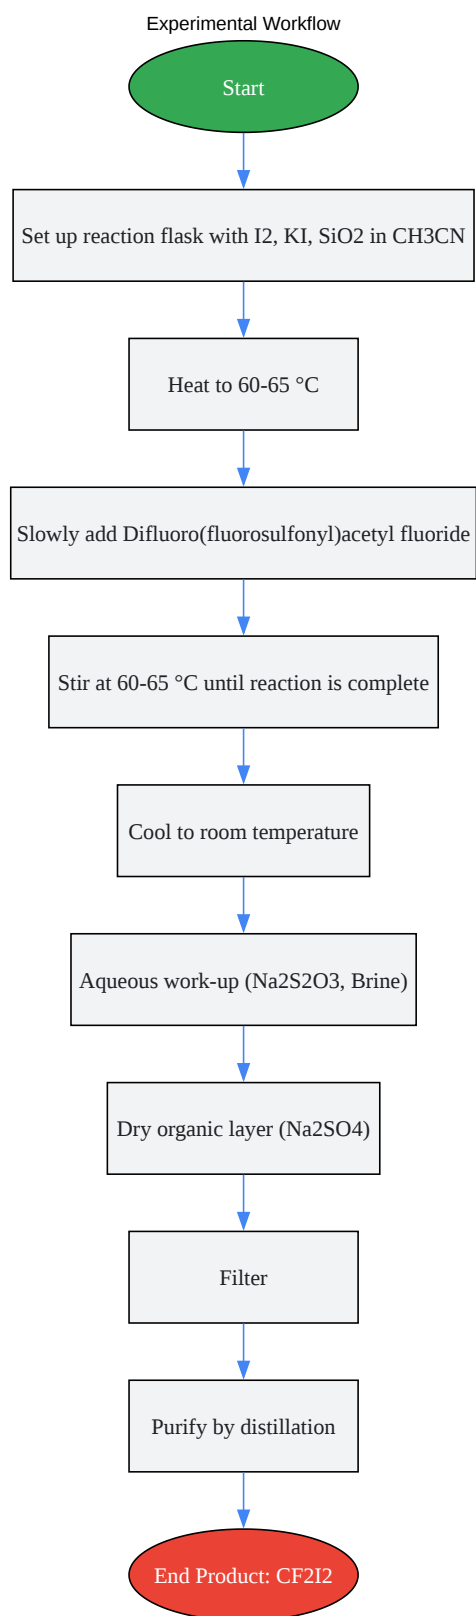 Experimental Workflow
Start
Set up reaction flask with I2, KI, SiO2 in CH3CN
Heat to 60-65 °C
Slowly add Difluoro(fluorosulfonyl)acetyl fluoride
Stir at 60-65 °C until reaction is complete
Cool to room temperature
Aqueous work-up (Na2S2O3, Brine)
Dry organic layer (Na2SO4)
Filter
Purify by distillation
End Product: CF2I2